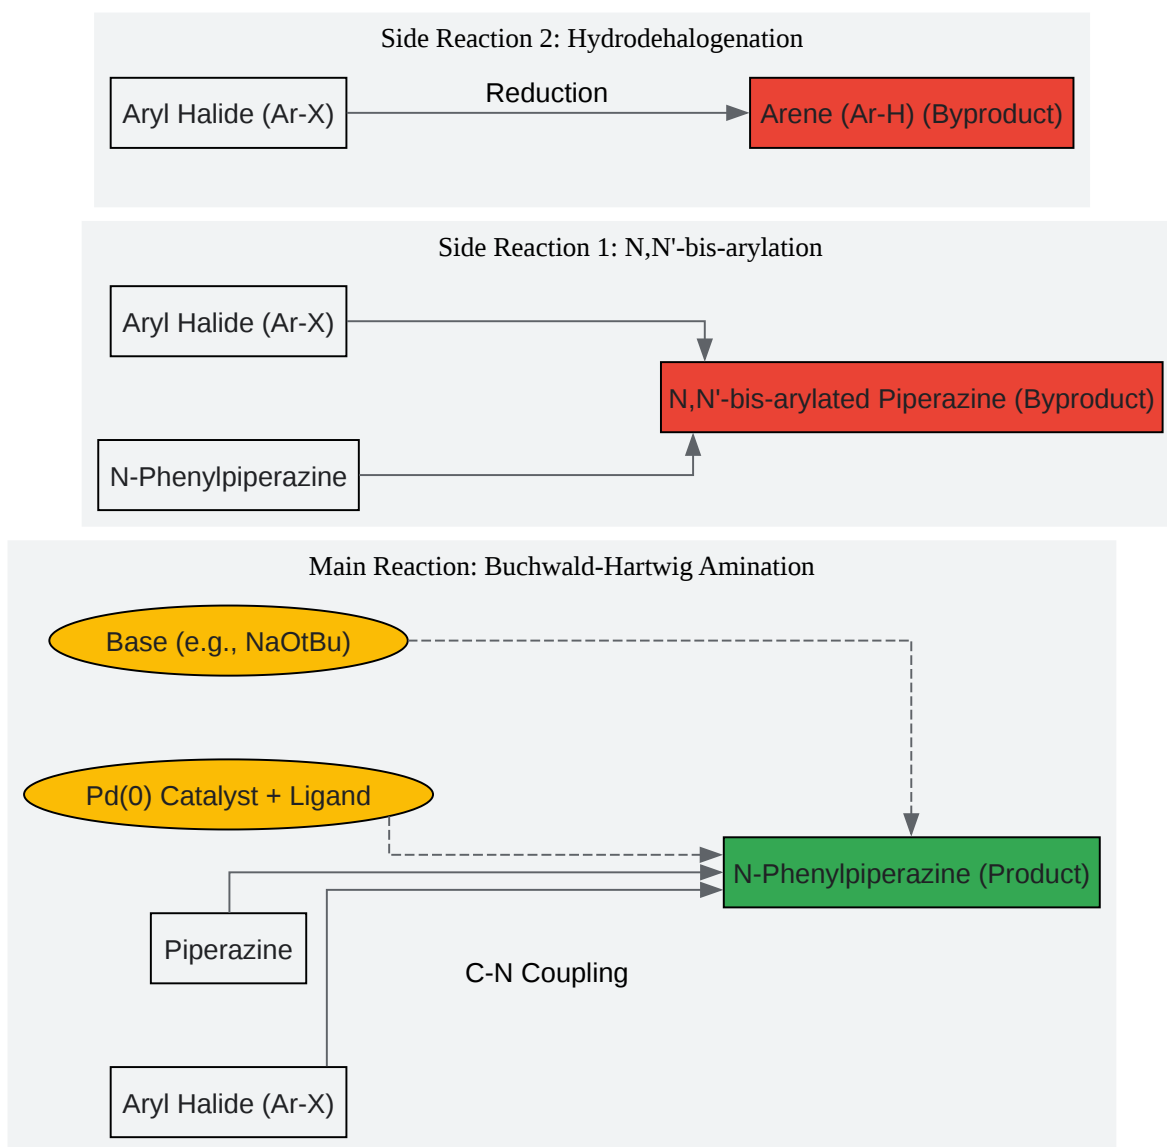 Side Reaction 2: Hydrodehalogenation
Aryl Halide (Ar-X)
Reduction
Arene (Ar-H) (Byproduct)
Side Reaction 1: N,N'-bis-arylation
Aryl Halide (Ar-X)
N,N'-bis-arylated Piperazine (Byproduct)
N-Phenylpiperazine
Main Reaction: Buchwald-Hartwig Amination
Base (e.g., NaOtBu)
Pd(0) Catalyst + Ligand
N-Phenylpiperazine (Product)
Piperazine
C-N Coupling
Aryl Halide (Ar-X)